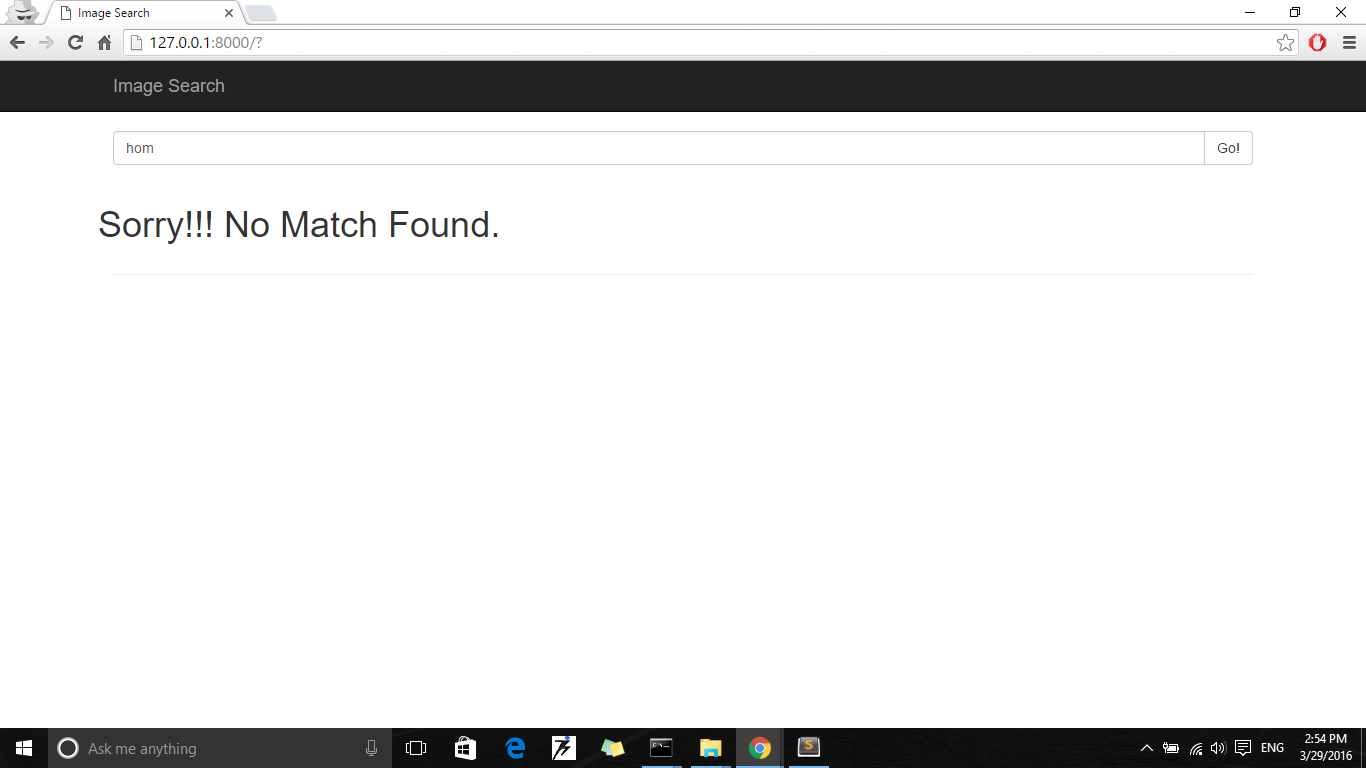 Image Search
127.0.0.1:8000/?
Image Search
hom
Go!
Sorry!!! No Match Found.
Ask me anything
ENG
2:54 PM
3/29/2016